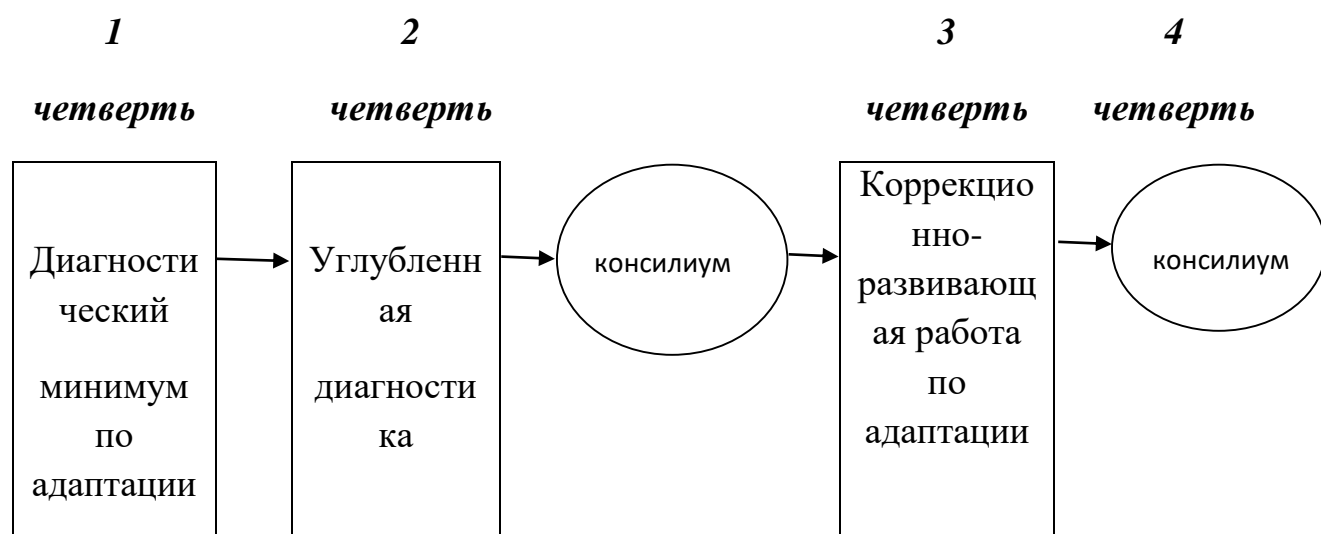 1
четверть
2
четверть
3
четверть
4
четверть
Диагности
ческий
минимум
по
адаптации
Углубленн
ая
диагности
ка
консилиум
Коррекцио
нно-
развивающ
ая работа
по
адаптации
консилиум